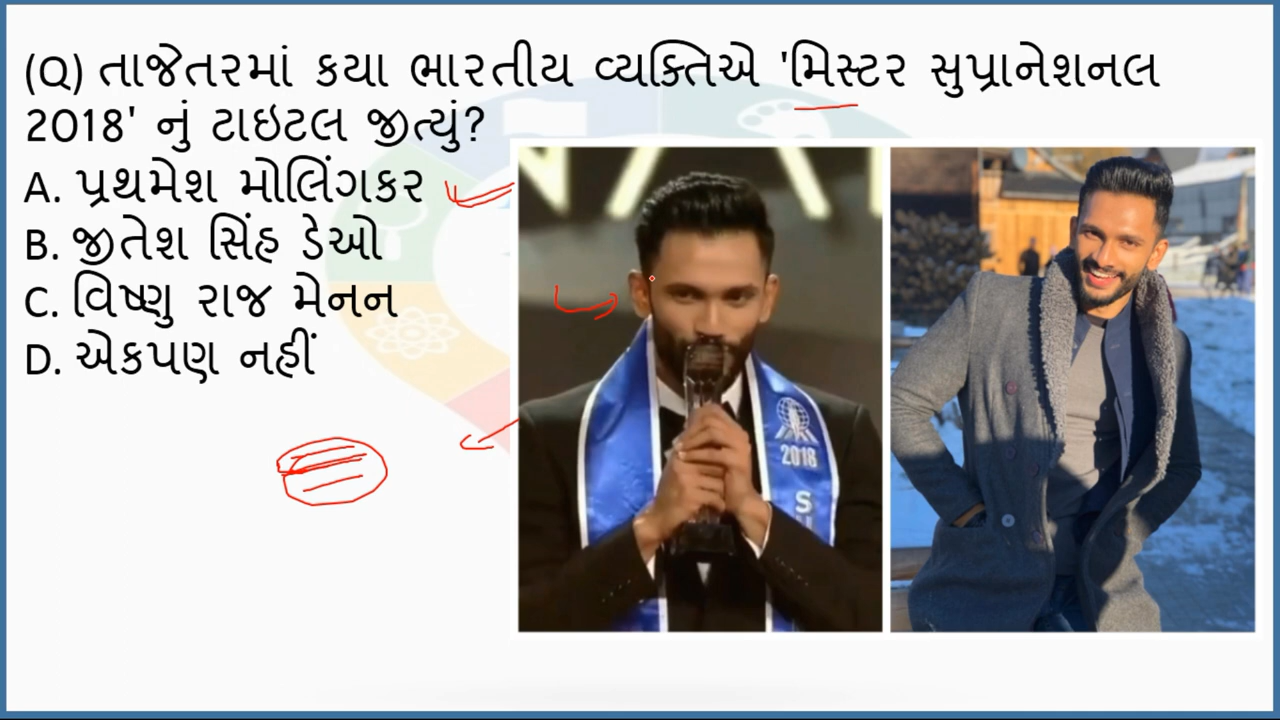 (Q) તાજેતરમાં કયા ભારતીય વ્યક્તિએ 'મિસ્ટર સુપ્રાનેશનલ
2018' નું ટાઇટલ જીત્યું?
A. પ્રથમેશ મોલિંગકર
B. જીતેશ સિંહ ડેઓ
C. વિષ્ણુ રાજ મેનન
D. એકપણ નહીં
2018
S